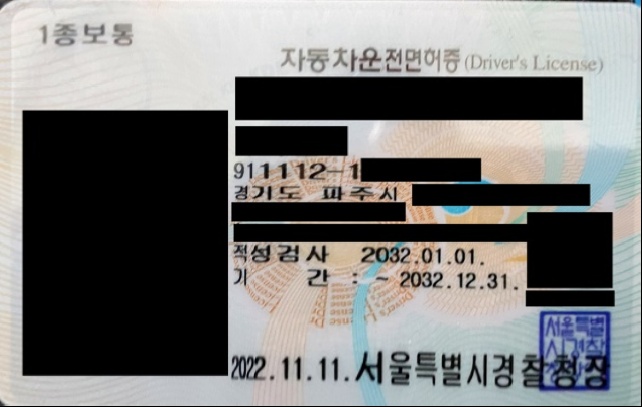 1종보통
자동차운전면허증 (Driver's License)
911112-1
경기도 파주시
적성검사 2032.01.01.
기 간 : ~ 2032.12.31.
2022.11.11. 서울특별시경찰청장
서울특별
시경찰
청장인